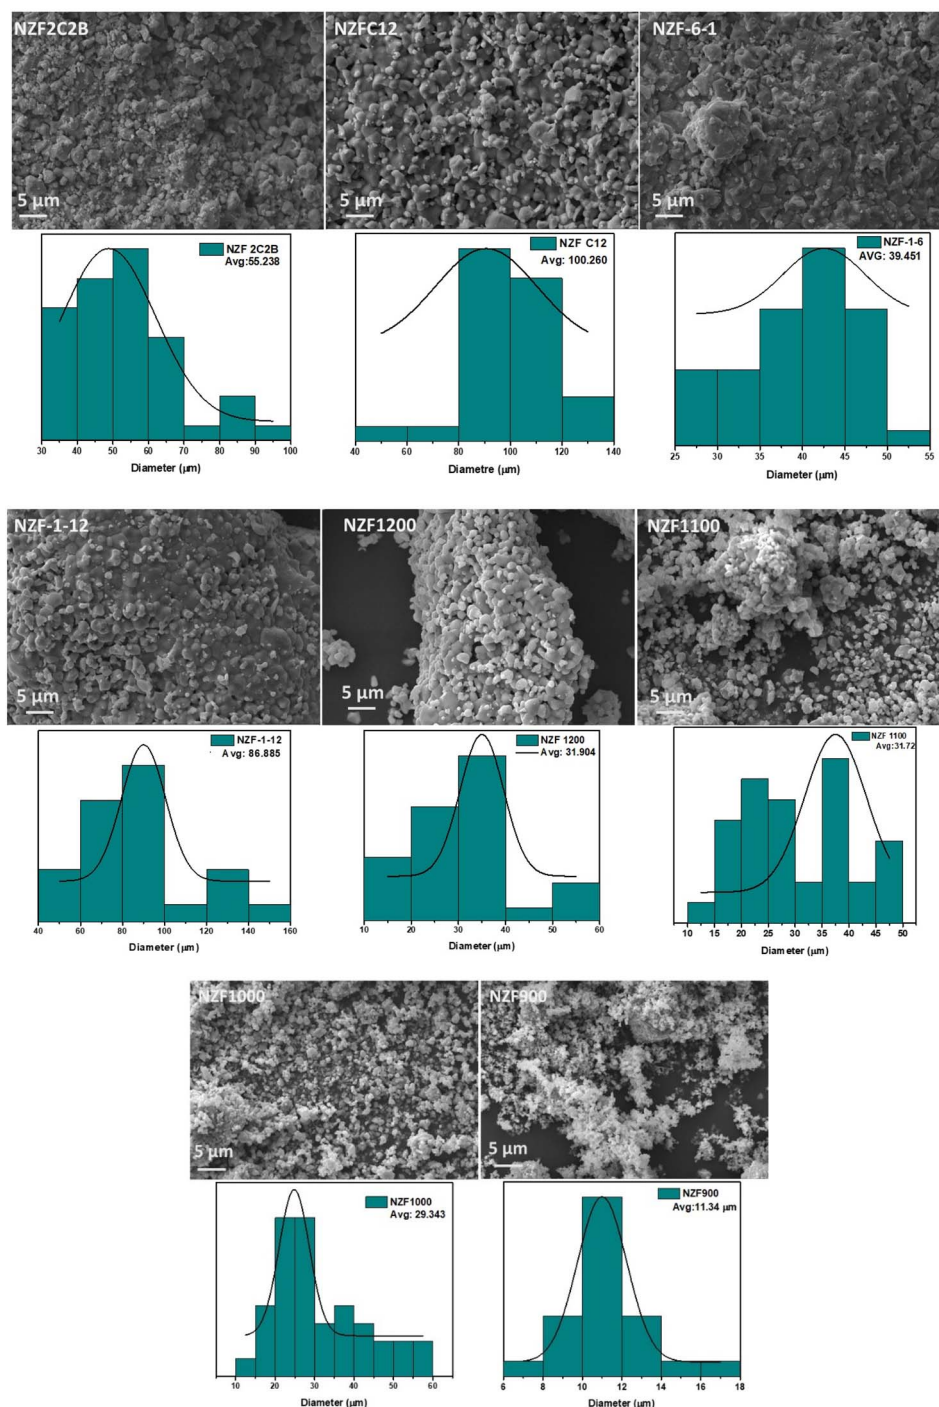 NZF2C2B
NZFC12
NZF-6-1
5 μm
5 μm
5 μm
NZF 2C2B
Avg:55.238
30 40 50 60 70 80 90 100
Diameter (μm)
NZF C12
Avg: 100.260
40 60 80 100 120 140
Diametre (μm)
NZF-1-6
AVG: 39.451
25 30 35 40 45 50 55
Diameter (μm)
NZF-1-12
NZF1200
NZF1100
5 μm
5 μm
5 μm
NZF-1-12
Avg: 86.885
40 60 80 100 120 140 160
Diameter (μm)
NZF 1200
Avg: 31.904
10 20 30 40 50 60
Diameter (μm)
NZF 1100
Avg:31.72
10 15 20 25 30 35 40 45 50
Diameter (μm)
NZF1000
NZF900
5 μm
5 μm
NZF1000
Avg: 29.343
10 20 30 40 50 60
Diameter (μm)
NZF900
Avg:11.34 μm
6 8 10 12 14 16 18
Diameter (μm)